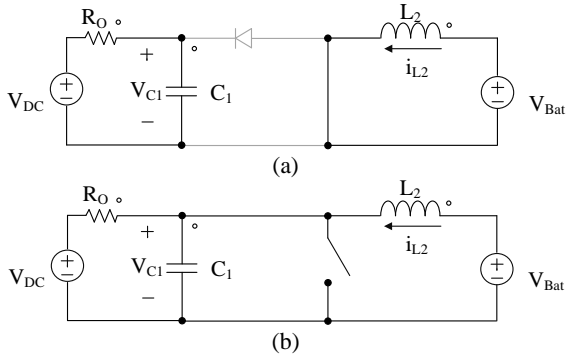 R_O
L_2
+
V_DC
V_C1
C_1
i_L2
V_Bat
−
(a)
R_O
L_2
+
V_DC
V_C1
C_1
i_L2
V_Bat
−
(b)